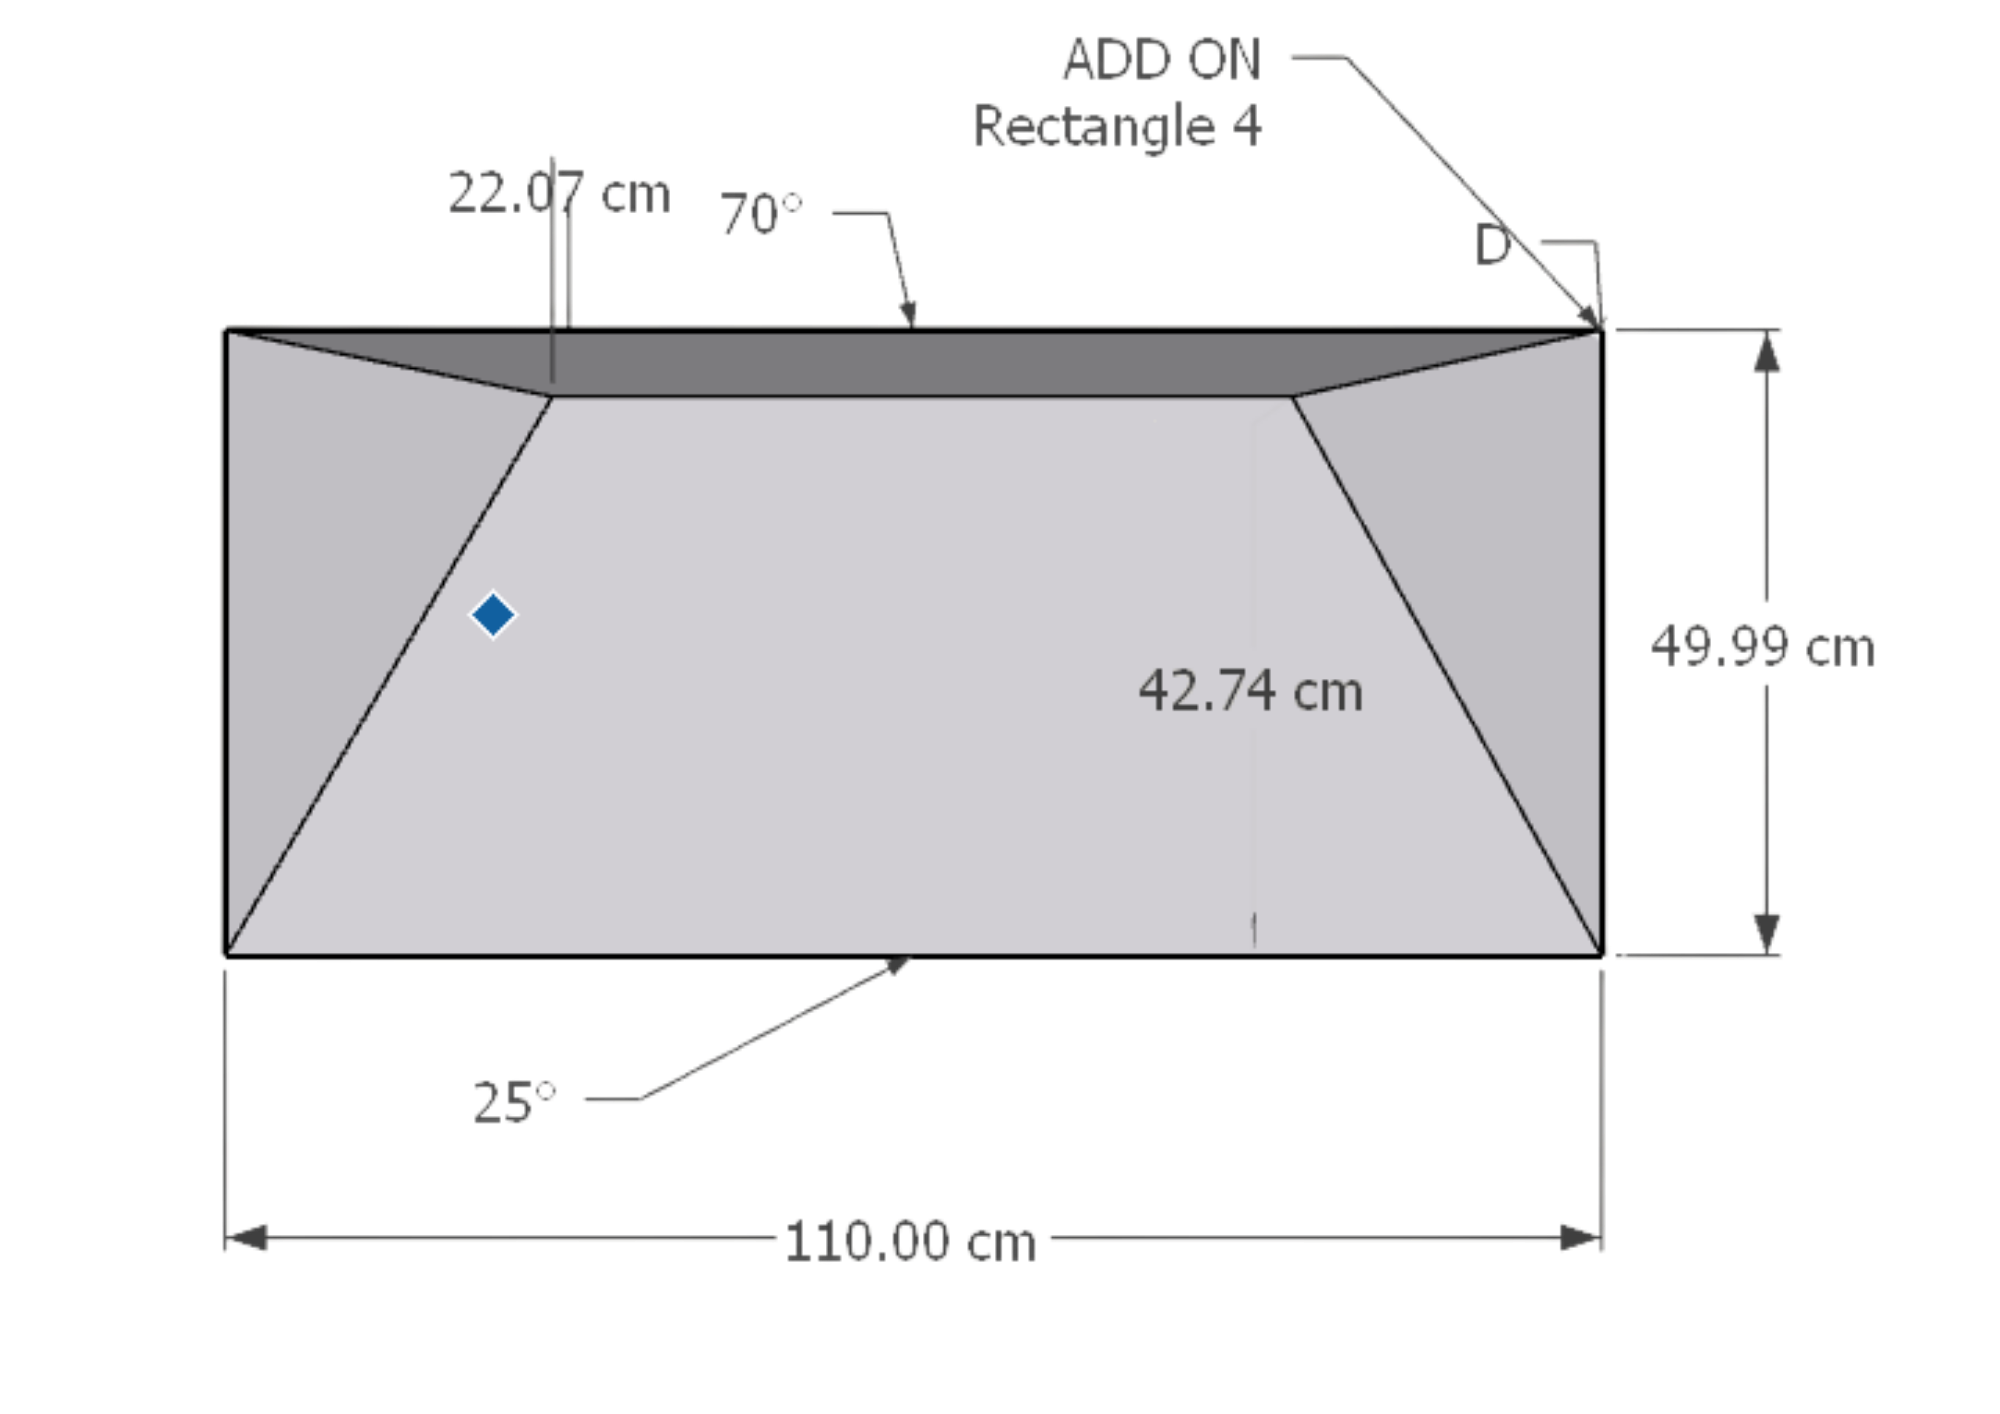 ADD ON
Rectangle 4
22.07 cm
70°
D
49.99 cm
42.74 cm
25°
110.00 cm